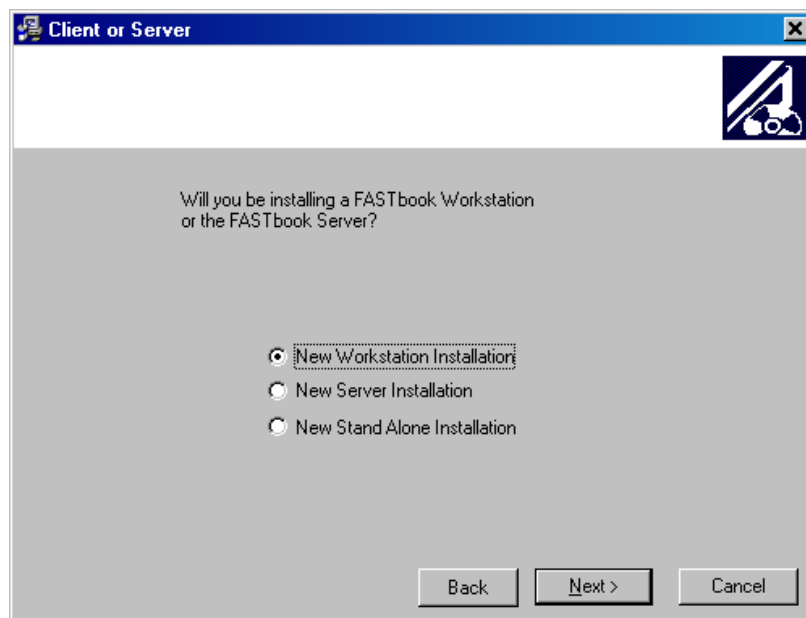 Client or Server
Will you be installing a FASTbook Workstation
or the FASTbook Server?
New Workstation Installation
New Server Installation
New Stand Alone Installation
Back
Next >
Cancel